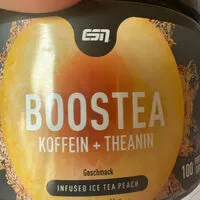 ESN
BOOSTEA
KOFFEIN + THEANIN
Geschmack
INFUSED ICE TEA PEACH
100